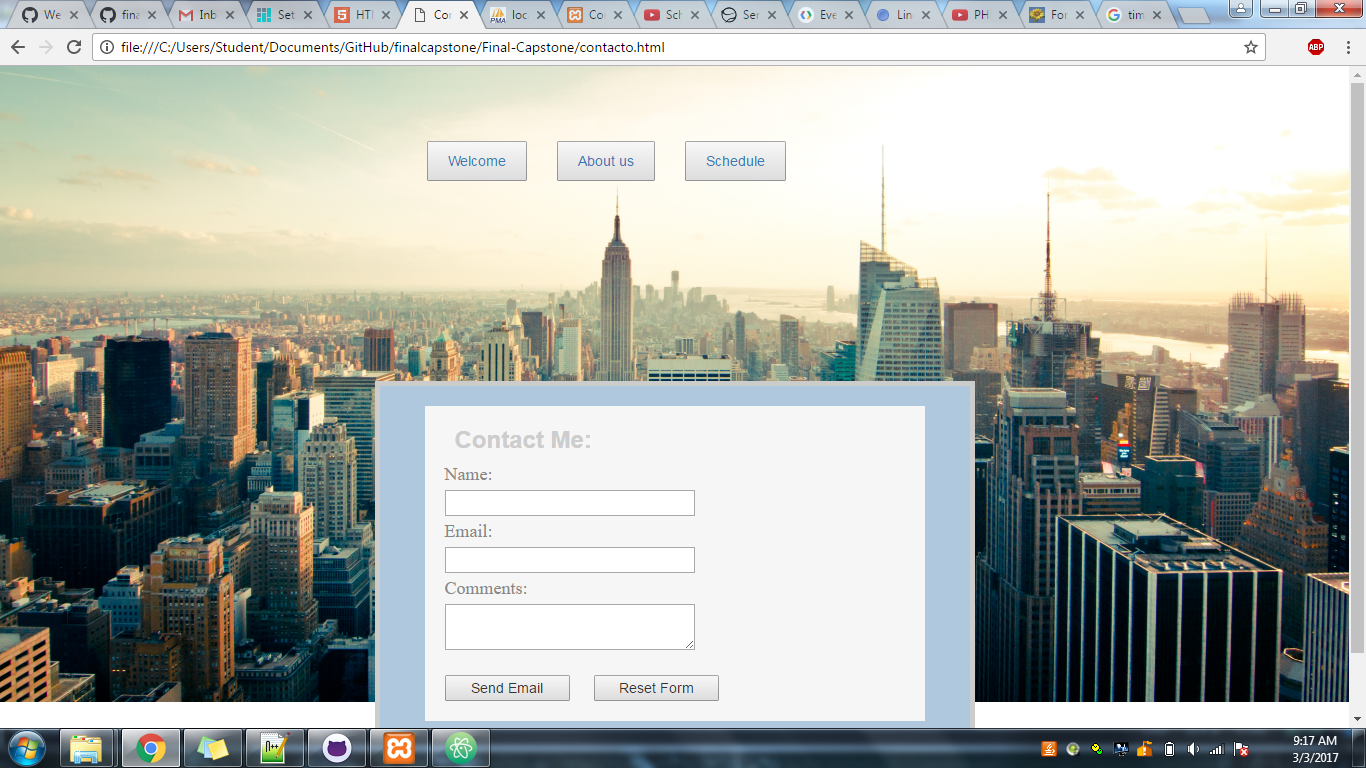 We
fina
Inb
Set
HTI
Cor
loc
Co
Sch
Ser
Eve
Lin
PH
For
tim
file:///C:/Users/Student/Documents/GitHub/finalcapstone/Final-Capstone/contacto.html
ABP
Welcome
About us
Schedule
Contact Me:
Name:
Email:
Comments:
Send Email
Reset Form
9:17 AM
3/3/2017